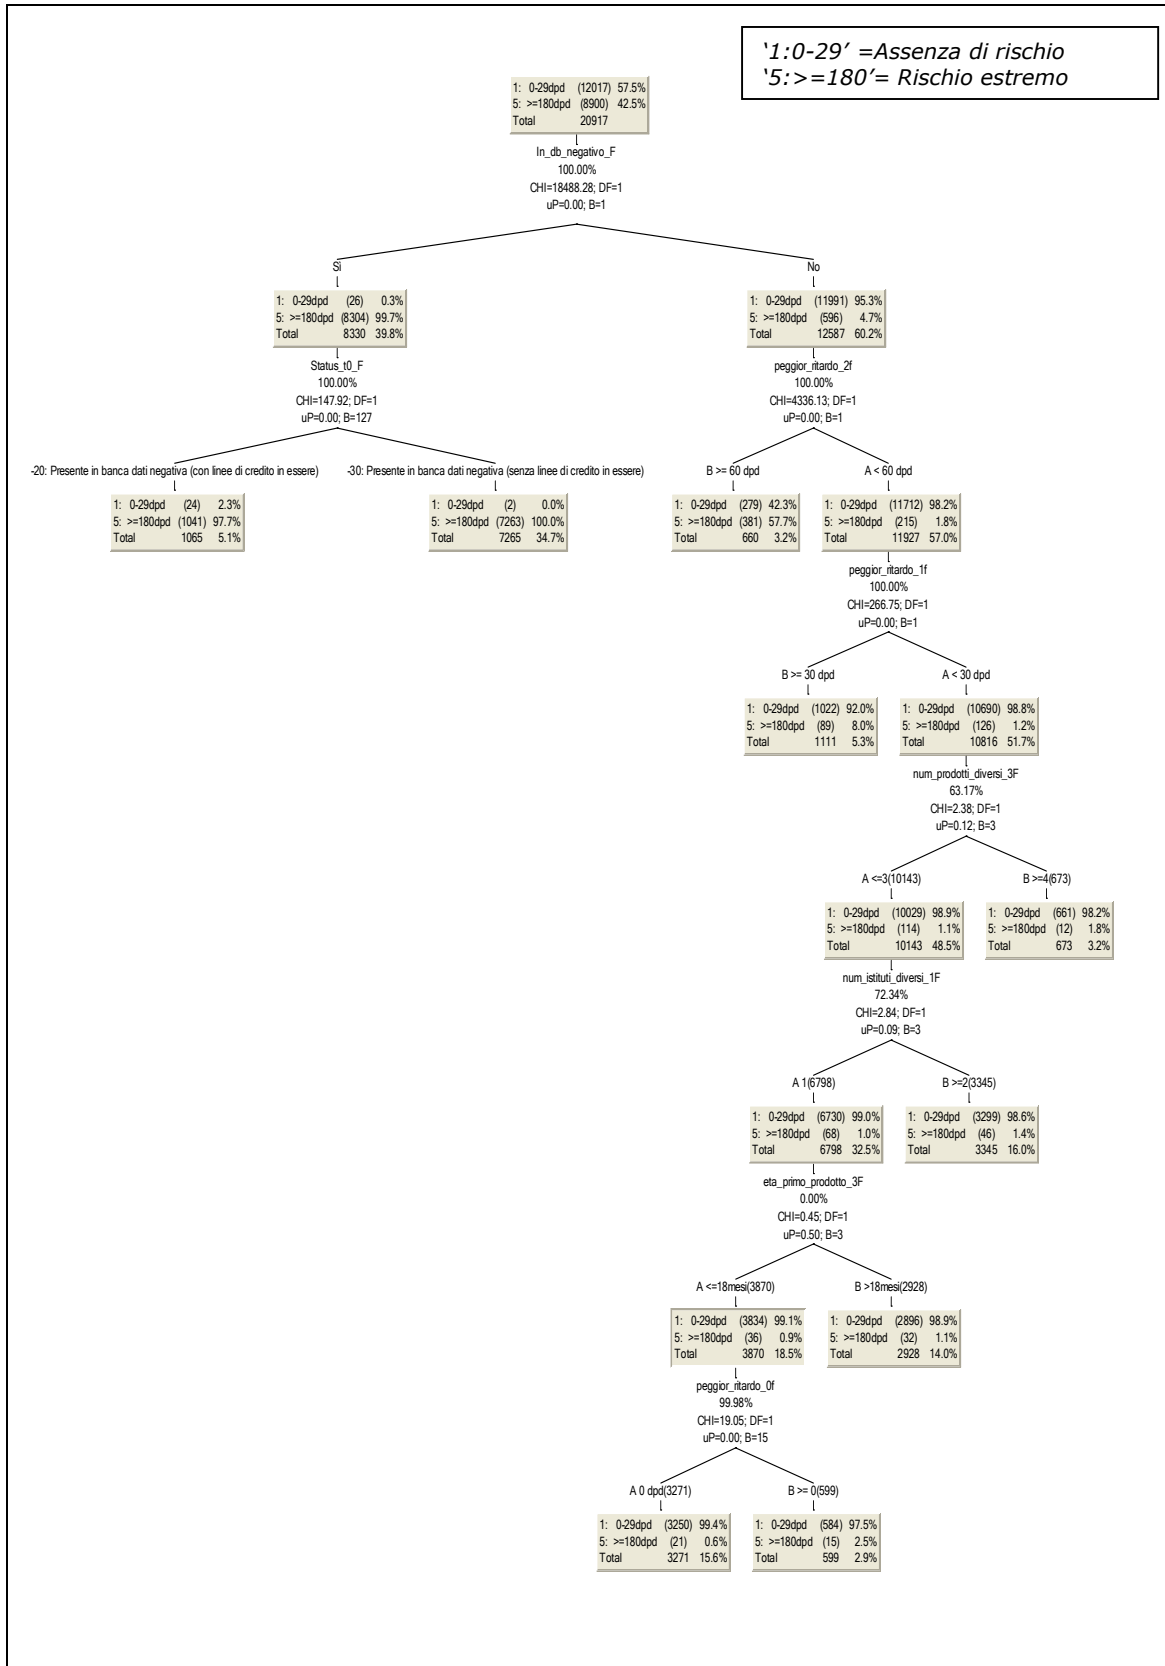 ‘1:0-29’ =Assenza di rischio
‘5:>=180’= Rischio estremo
1: 0-29dpd (12017) 57.5%
5: >=180dpd (8900) 42.5%
Total 20917
In_db_negativo_F
100.00%
CHI=18488.28; DF=1
uP=0.00; B=1
Sì
No
1: 0-29dpd (26) 0.3%
5: >=180dpd (8304) 99.7%
Total 8330 39.8%
1: 0-29dpd (11991) 95.3%
5: >=180dpd (596) 4.7%
Total 12587 60.2%
Status_t0_F
100.00%
CHI=147.92; DF=1
uP=0.00; B=127
peggior_ritardo_2f
100.00%
CHI=4336.13; DF=1
uP=0.00; B=1
-20: Presente in banca dati negativa (con linee di credito in essere)
-30: Presente in banca dati negativa (senza linee di credito in essere)
B >= 60 dpd
A < 60 dpd
1: 0-29dpd (24) 2.3%
5: >=180dpd (1041) 97.7%
Total 1065 5.1%
1: 0-29dpd (2) 0.0%
5: >=180dpd (7263) 100.0%
Total 7265 34.7%
1: 0-29dpd (279) 42.3%
5: >=180dpd (381) 57.7%
Total 660 3.2%
1: 0-29dpd (11712) 98.2%
5: >=180dpd (215) 1.8%
Total 11927 57.0%
peggior_ritardo_1f
100.00%
CHI=266.75; DF=1
uP=0.00; B=1
B >= 30 dpd
A < 30 dpd
1: 0-29dpd (1022) 92.0%
5: >=180dpd (89) 8.0%
Total 1111 5.3%
1: 0-29dpd (10690) 98.8%
5: >=180dpd (126) 1.2%
Total 10816 51.7%
num_prodotti_diversi_3F
63.17%
CHI=2.38; DF=1
uP=0.12; B=3
A <=3(10143)
B >=4(673)
1: 0-29dpd (10029) 98.9%
5: >=180dpd (114) 1.1%
Total 10143 48.5%
1: 0-29dpd (661) 98.2%
5: >=180dpd (12) 1.8%
Total 673 3.2%
num_istituti_diversi_1F
72.34%
CHI=2.84; DF=1
uP=0.09; B=3
A 1(6798)
B >=2(3345)
1: 0-29dpd (6730) 99.0%
5: >=180dpd (68) 1.0%
Total 6798 32.5%
1: 0-29dpd (3299) 98.6%
5: >=180dpd (46) 1.4%
Total 3345 16.0%
eta_primo_prodotto_3F
0.00%
CHI=0.45; DF=1
uP=0.50; B=3
A <=18mesi(3870)
B >18mesi(2928)
1: 0-29dpd (3834) 99.1%
5: >=180dpd (36) 0.9%
Total 3870 18.5%
1: 0-29dpd (2896) 98.9%
5: >=180dpd (32) 1.1%
Total 2928 14.0%
peggior_ritardo_0f
99.98%
CHI=19.05; DF=1
uP=0.00; B=15
A 0 dpd(3271)
B >= 0(599)
1: 0-29dpd (3250) 99.4%
5: >=180dpd (21) 0.6%
Total 3271 15.6%
1: 0-29dpd (584) 97.5%
5: >=180dpd (15) 2.5%
Total 599 2.9%